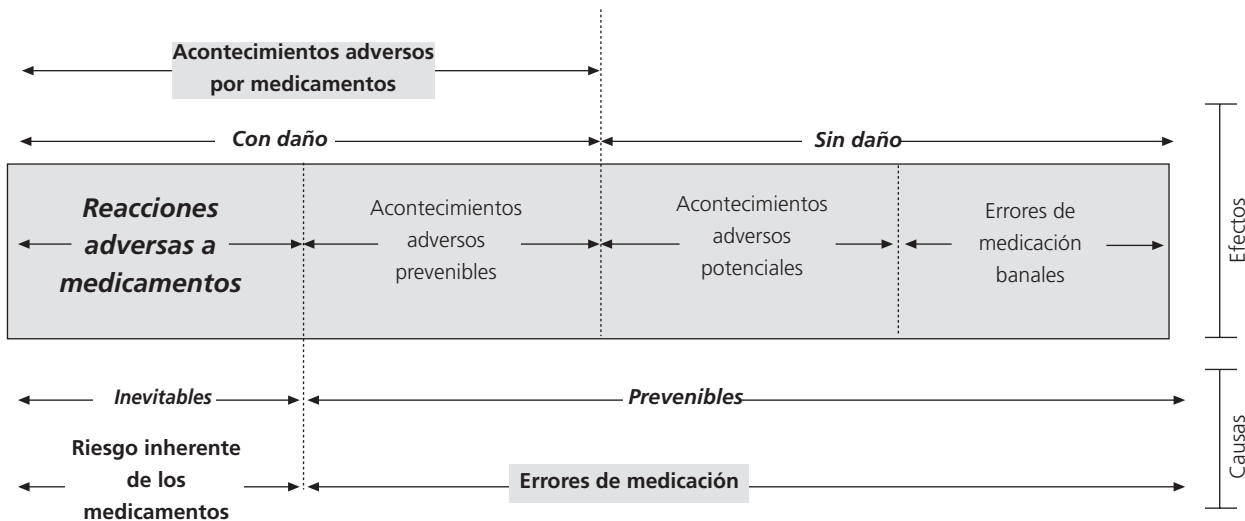 Acontecimientos adversos
por medicamentos
Con daño
Sin daño
Reacciones
adversas a
medicamentos
Acontecimientos
adversos
prevenibles
Acontecimientos
adversos
potenciales
Errores de
medicación
banales
Efectos
Inevitables
Prevenibles
Riesgo inherente
de los
medicamentos
Errores de medicación
Causas